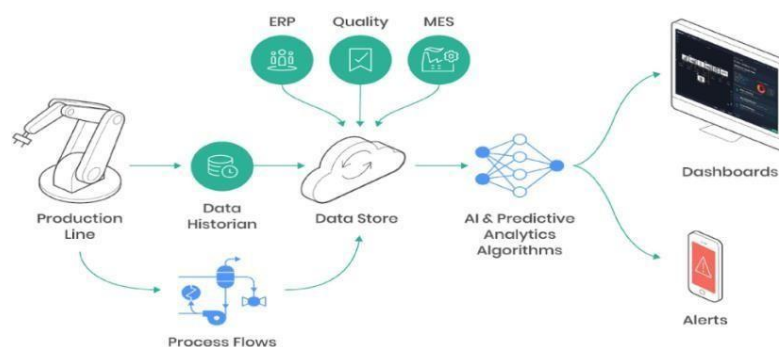 ERP
Quality
MES
Production
Line
Data
Historian
Data Store
AI & Predictive
Analytics
Algorithms
Dashboards
Process Flows
Alerts